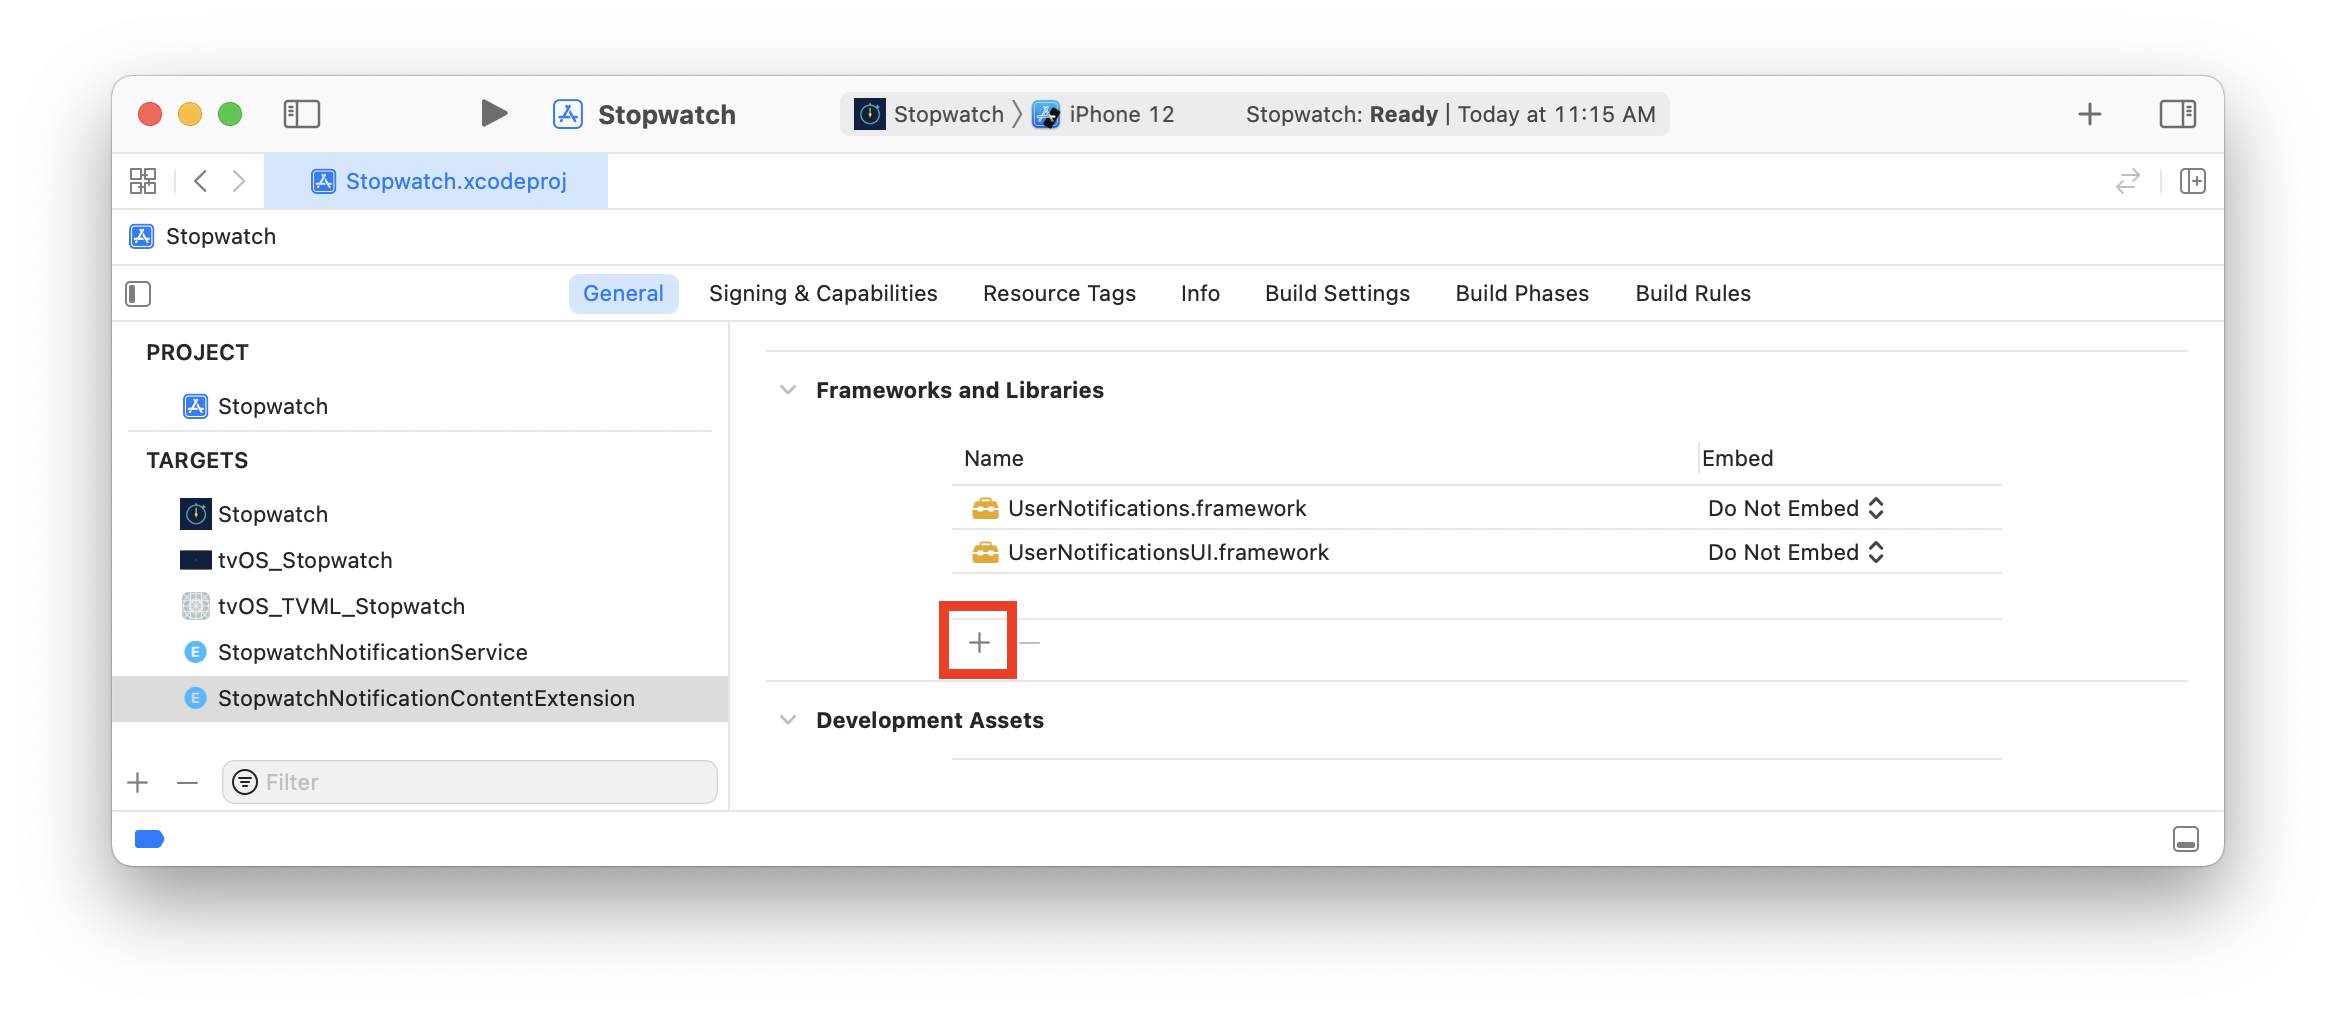 Stopwatch
Stopwatch 〉 iPhone 12 Stopwatch: Ready | Today at 11:15 AM
Stopwatch.xcodeproj
Stopwatch
General Signing & Capabilities Resource Tags Info Build Settings Build Phases Build Rules
PROJECT
Stopwatch
TARGETS
Stopwatch
tvOS_Stopwatch
tvOS_TVML_Stopwatch
E StopwatchNotificationService
E StopwatchNotificationContentExtension
Filter
Frameworks and Libraries
Name Embed
UserNotifications.framework Do Not Embed
UserNotificationsUI.framework Do Not Embed
Development Assets